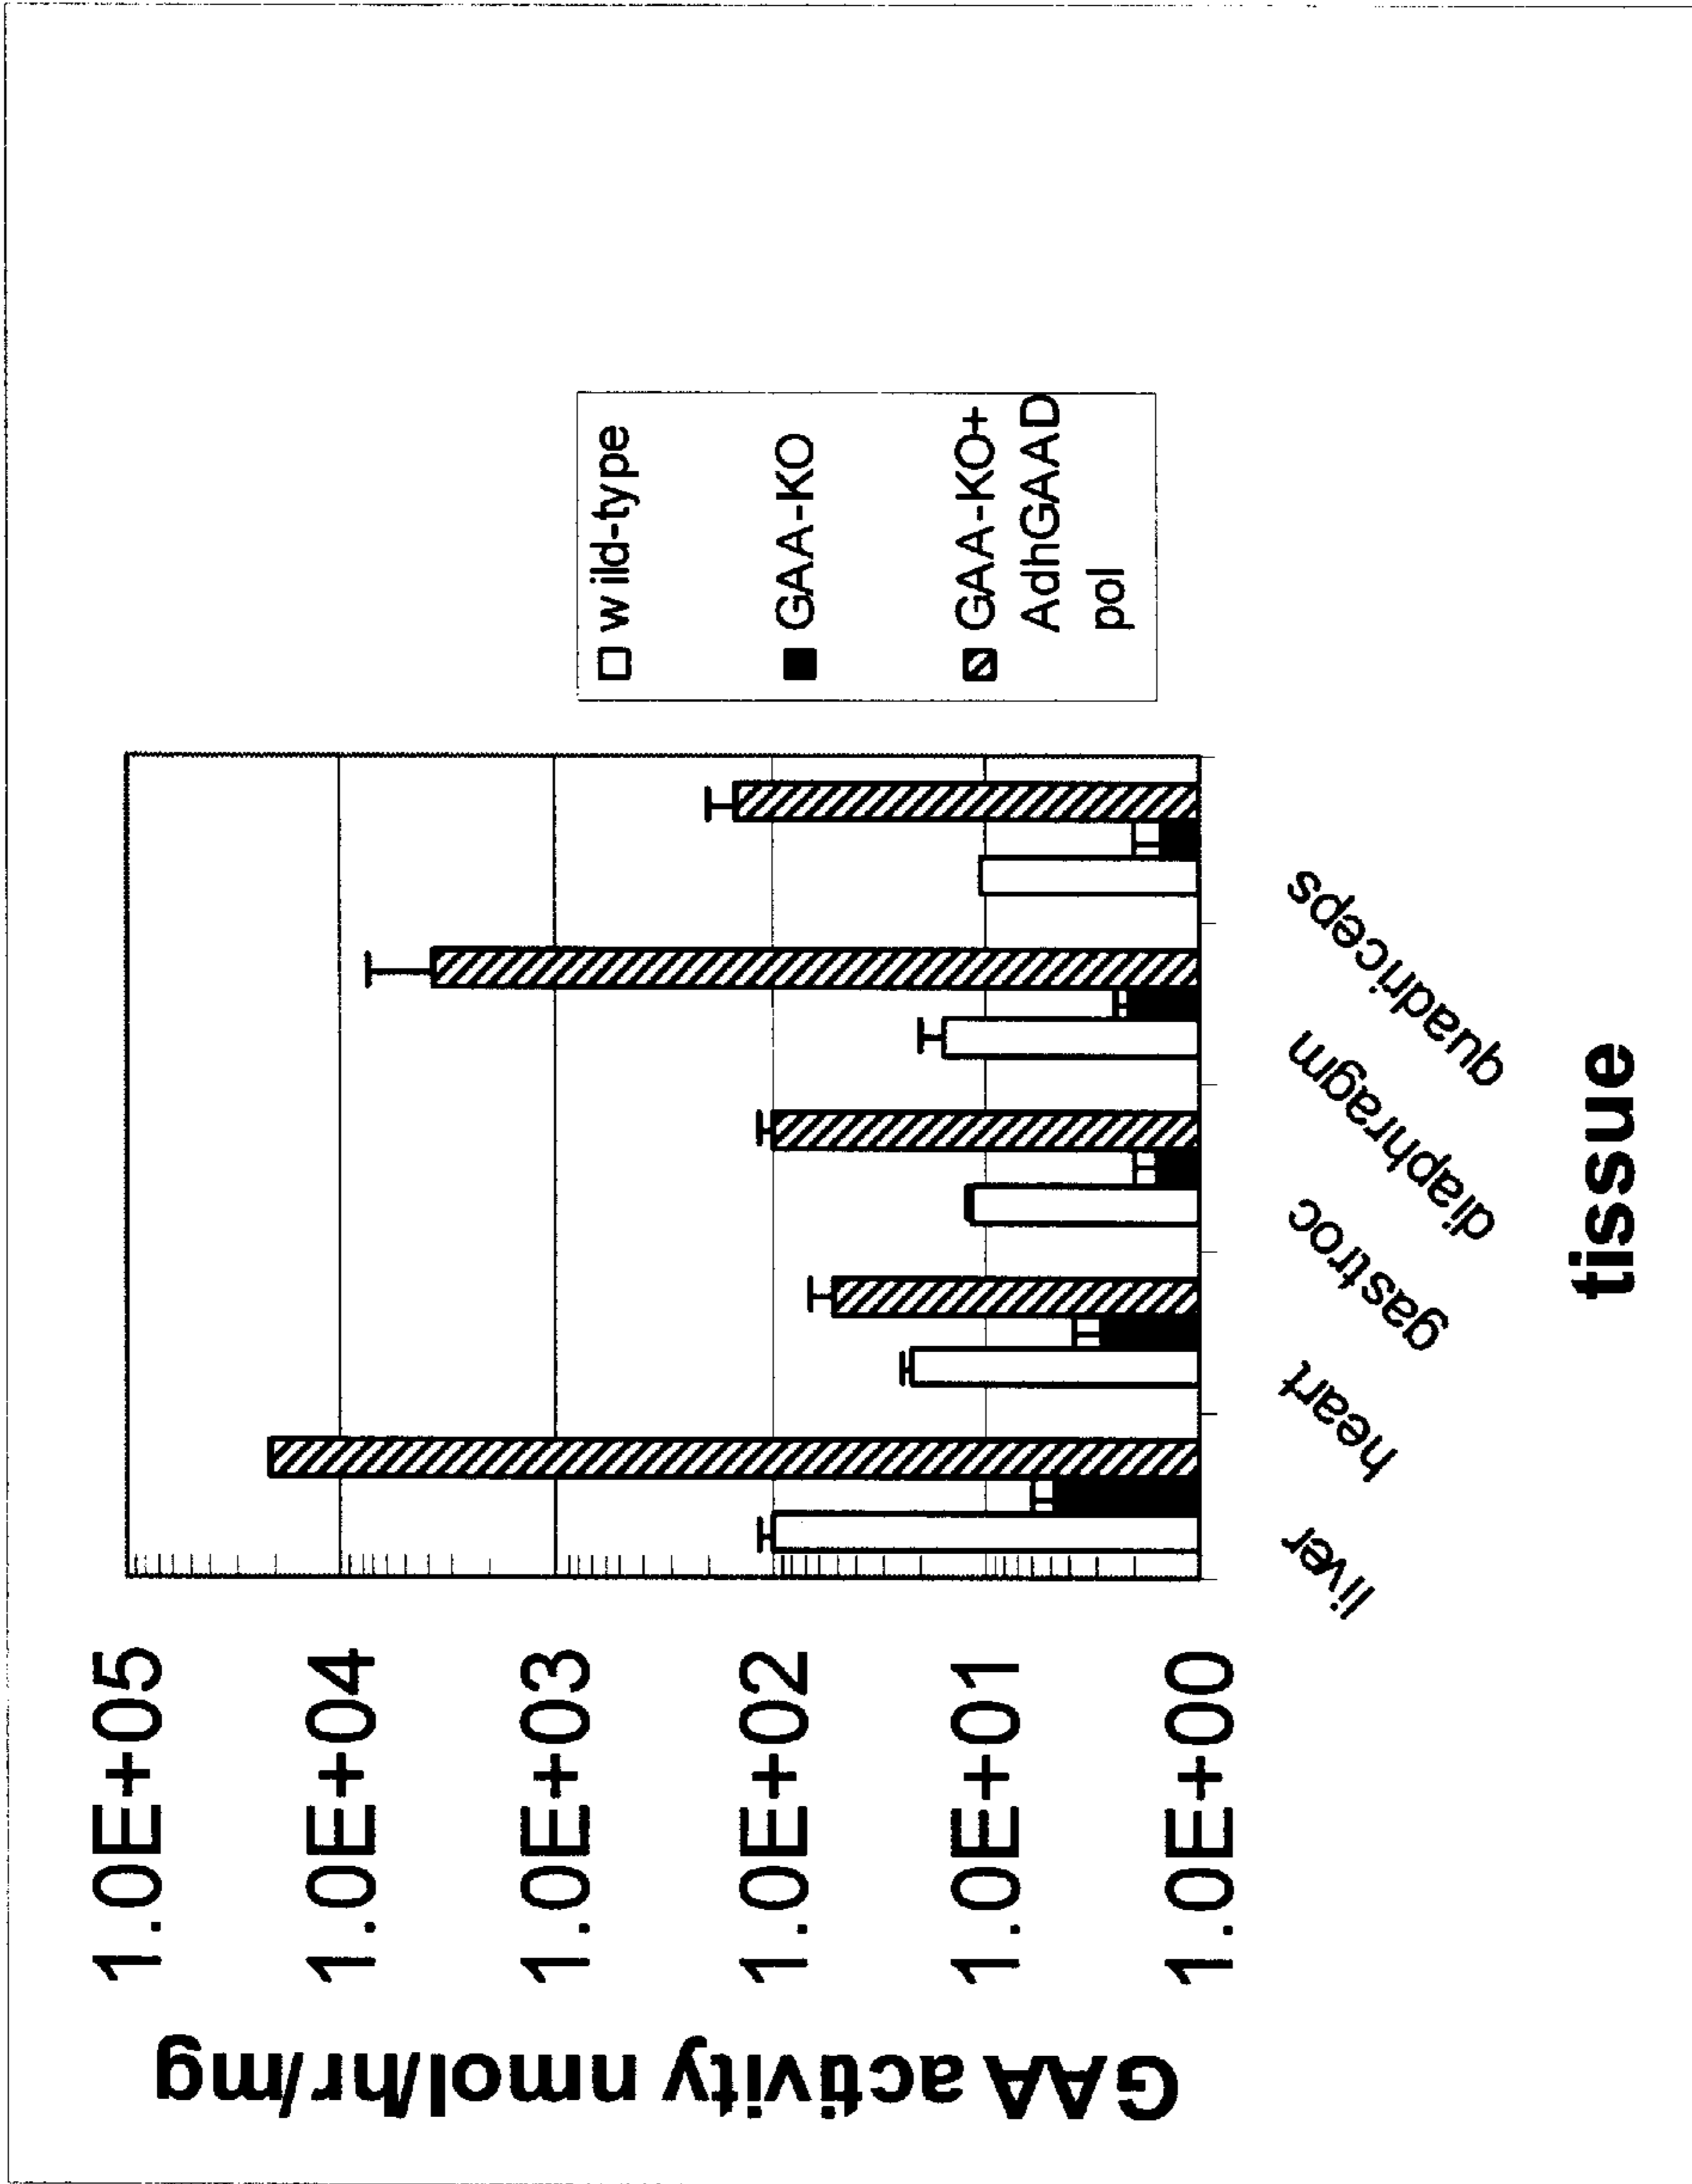 GAA activity nmol/hr/mg
1.0E+05
1.0E+04
1.0E+03
1.0E+02
1.0E+01
1.0E+00
liver
heart
gastroc
diaphragm
quadriceps
tissue
w ild-type
GAA-KO
GAA-KO+
AdhGAAD
pol